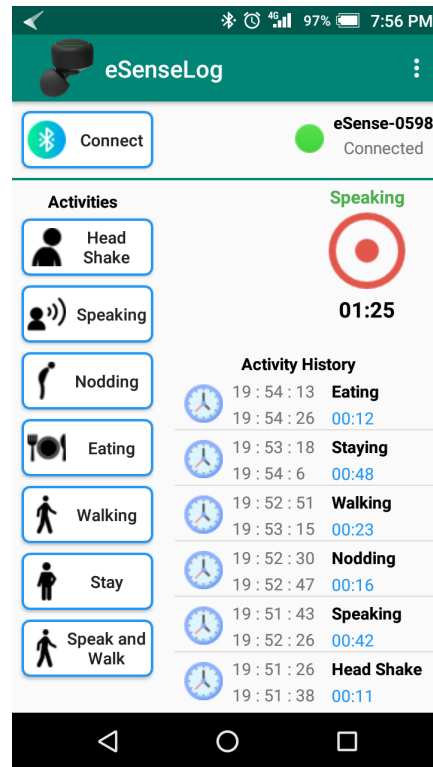 4G 97% 7:56 PM
eSenseLog
Connect
eSense-0598
Connected
Activities
Head
Shake
Speaking
Nodding
Eating
Walking
Stay
Speak and
Walk
Speaking
01:25
Activity History
19 : 54 : 13 Eating
19 : 54 : 26 00:12
19 : 53 : 18 Staying
19 : 54 : 6 00:48
19 : 52 : 51 Walking
19 : 53 : 15 00:23
19 : 52 : 30 Nodding
19 : 52 : 47 00:16
19 : 51 : 43 Speaking
19 : 52 : 26 00:42
19 : 51 : 26 Head Shake
19 : 51 : 38 00:11